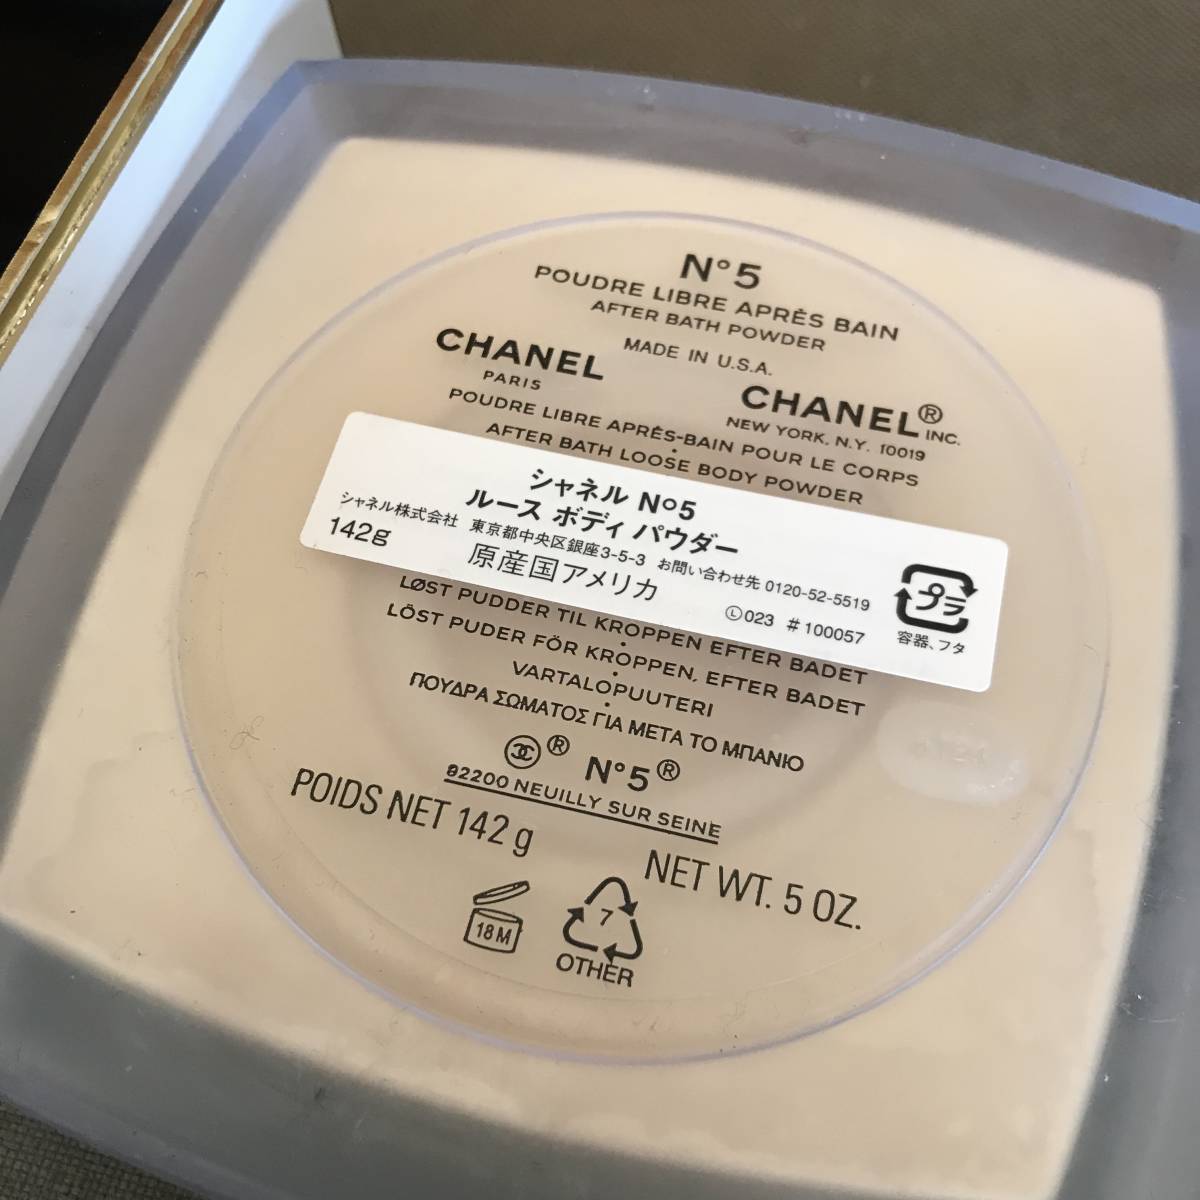 N°5
POUDRE LIBRE APRÈS BAIN
AFTER BATH POWDER
MADE IN U.S.A.
CHANEL
PARIS
CHANEL® INC.
NEW YORK, N.Y. 10019
POUDRE LIBRE APRÈS-BAIN POUR LE CORPS
AFTER BATH LOOSE BODY POWDER
シャネル No5
ルース ボディ パウダー
シャネル株式会社 東京都中央区銀座3-5-3 お問い合わせ先 0120-52-5519
142g
原産国アメリカ
Ⓛ023 #100057
プラ
容器、フタ
LØST PUDDER TIL KROPPEN EFTER BADET
LÖST PUDER FÖR KROPPEN, EFTER BADET
VARTALOPUUTERI
ΠΟΥΔΡΑ ΣΩΜΑΤΟΣ ΓΙΑ ΜΕΤΑ ΤΟ ΜΠΑΝΙΟ
® N°5®
92200 NEUILLY SUR SEINE
POIDS NET 142 g
NET WT. 5 OZ.
18M
7
OTHER